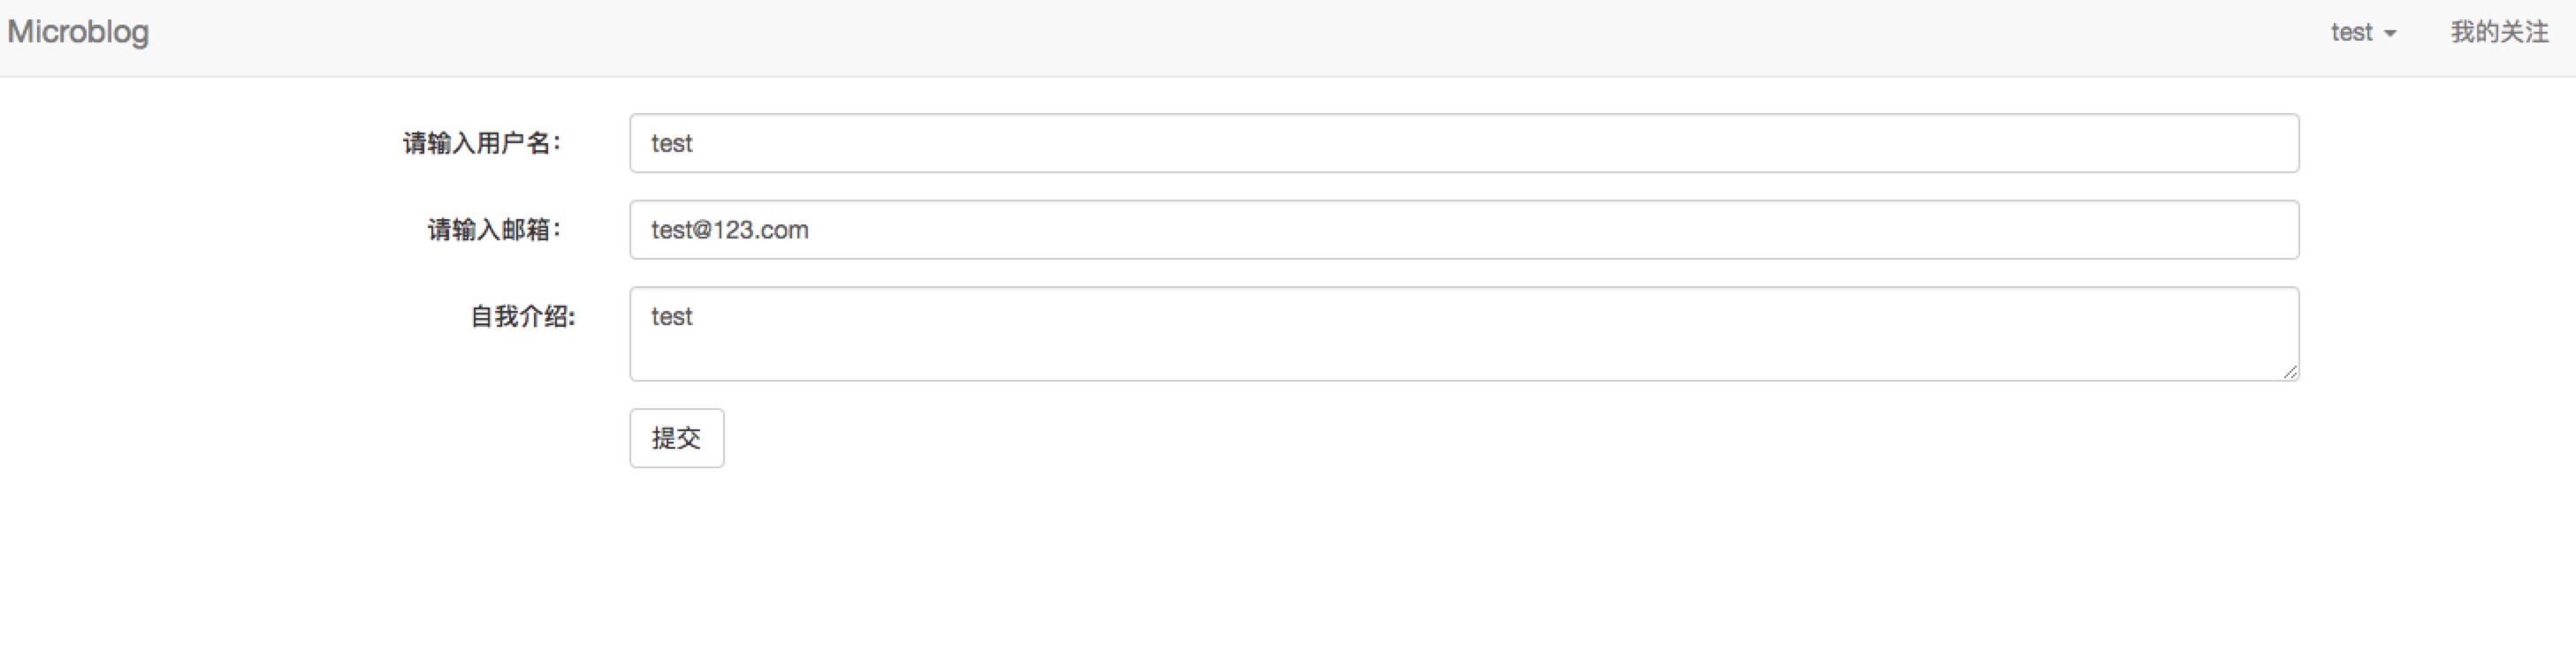 Microblog test 我的关注
请输入用户名： test
请输入邮箱： test@123.com
自我介绍: test
提交